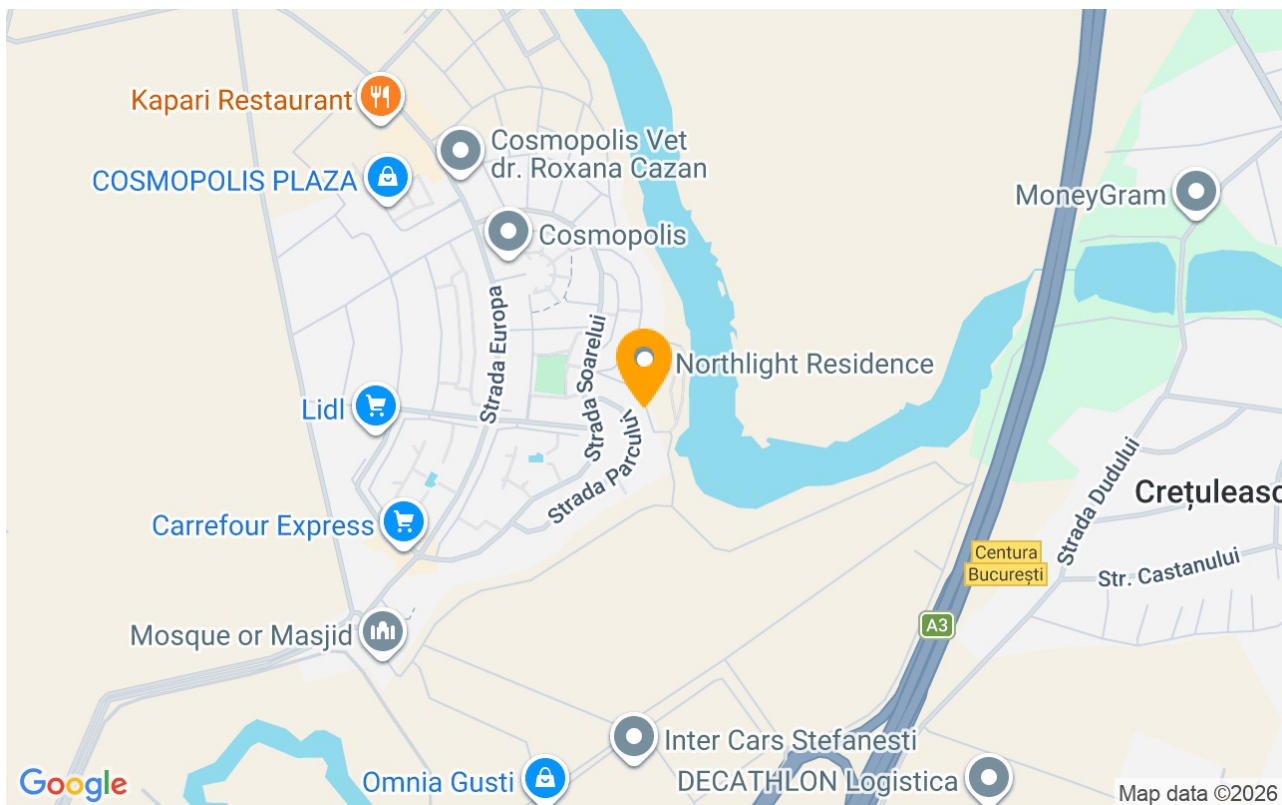 Kapari Restaurant
Cosmopolis Vet
dr. Roxana Cazan
COSMOPOLIS PLAZA
MoneyGram
Cosmopolis
Strada Europa
Strada Soarelui
Northlight Residence
Lidl
Strada Parcului
Strada Dudului
Crețuleasc
Carrefour Express
Centura
București
Str. Castanului
A3
Mosque or Masjid
Inter Cars Stefanesti
Omnia Gusti
DECATHLON Logistica
Google
Map data ©2026